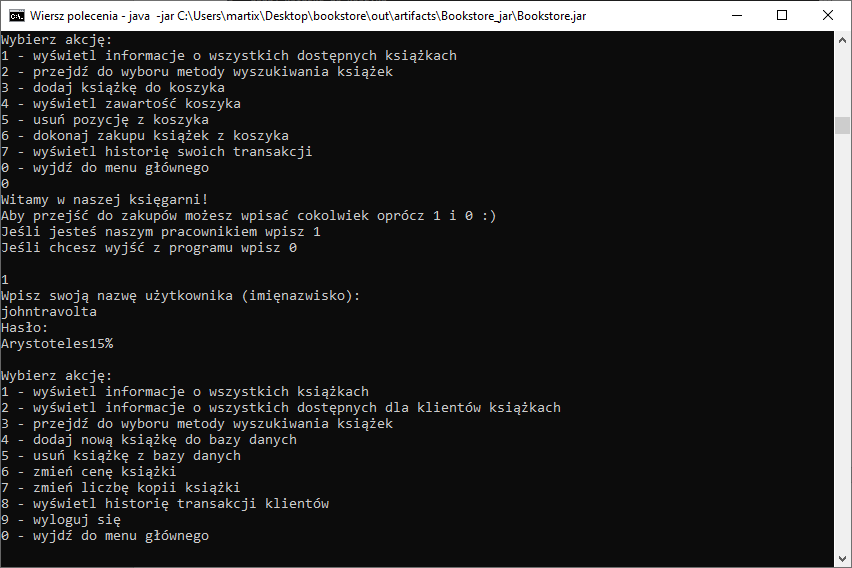 Wiersz polecenia - java  -jar C:\Users\martix\Desktop\bookstore\out\artifacts\Bookstore_jar\Bookstore.jar
Wybierz akcję:
1 - wyświetl informacje o wszystkich dostępnych książkach
2 - przejdź do wyboru metody wyszukiwania książek
3 - dodaj książkę do koszyka
4 - wyświetl zawartość koszyka
5 - usuń pozycję z koszyka
6 - dokonaj zakupu książek z koszyka
7 - wyświetl historię swoich transakcji
0 - wyjdź do menu głównego
0
Witamy w naszej księgarni!
Aby przejść do zakupów możesz wpisać cokolwiek oprócz 1 i 0 :)
Jeśli jesteś naszym pracownikiem wpisz 1
Jeśli chcesz wyjść z programu wpisz 0
1
Wpisz swoją nazwę użytkownika (imięnazwisko):
johntravolta
Hasło:
Arystoteles15%
Wybierz akcję:
1 - wyświetl informacje o wszystkich książkach
2 - wyświetl informacje o wszystkich dostępnych dla klientów książkach
3 - przejdź do wyboru metody wyszukiwania książek
4 - dodaj nową książkę do bazy danych
5 - usuń książkę z bazy danych
6 - zmień cenę książki
7 - zmień liczbę kopii książki
8 - wyświetl historię transakcji klientów
9 - wyloguj się
0 - wyjdź do menu głównego